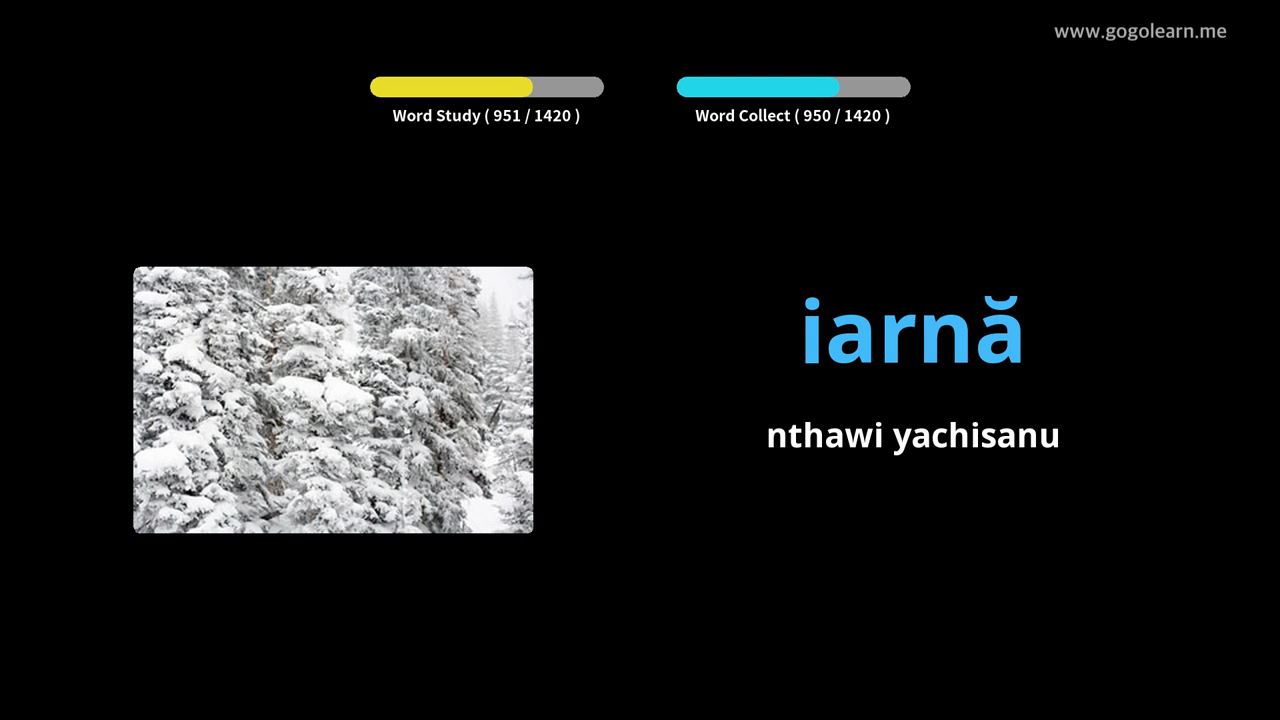 www.gogolearn.me
Word Study ( 951 / 1420 )
Word Collect ( 950 / 1420 )
iarnă
nthawi yachisanu